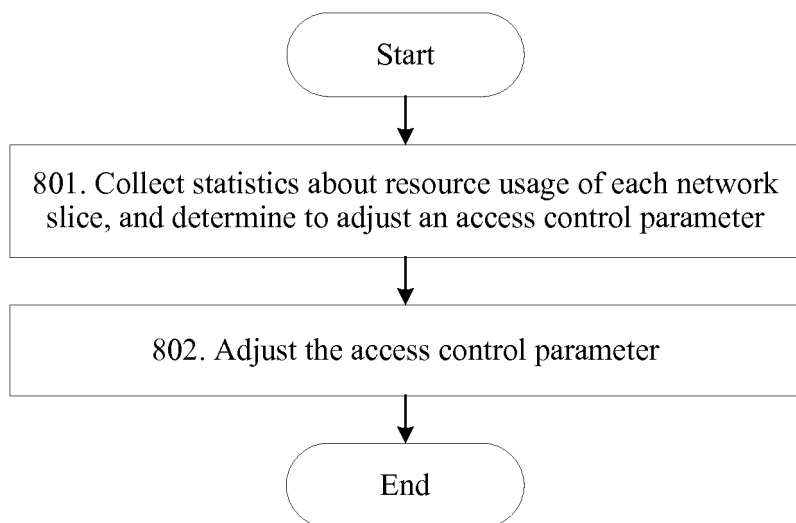 Start
801. Collect statistics about resource usage of each network
slice, and determine to adjust an access control parameter
802. Adjust the access control parameter
End